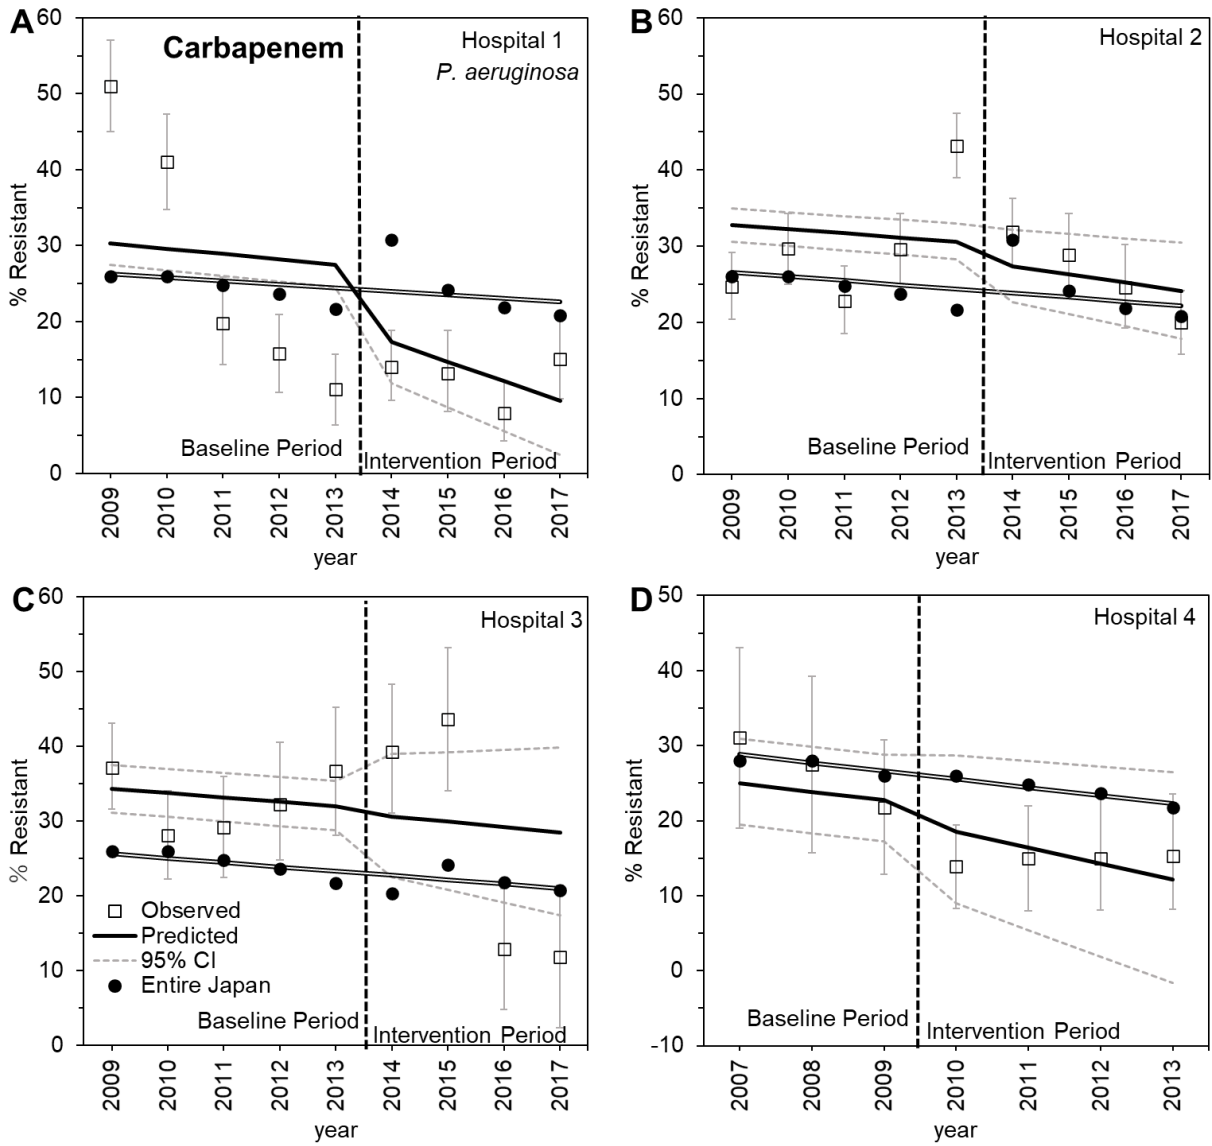 A
Carbapenem
Hospital 1
P. aeruginosa
% Resistant
60
50
40
30
20
10
0
Baseline Period
Intervention Period
2009
2010
2011
2012
2013
2014
2015
2016
2017
year
B
Hospital 2
% Resistant
60
50
40
30
20
10
0
Baseline Period
Intervention Period
2009
2010
2011
2012
2013
2014
2015
2016
2017
year
C
Hospital 3
% Resistant
60
50
40
30
20
10
0
Observed
Predicted
95% CI
Entire Japan
Baseline Period
Intervention Period
2009
2010
2011
2012
2013
2014
2015
2016
2017
year
D
Hospital 4
% Resistant
50
40
30
20
10
0
-10
Baseline Period
Intervention Period
2007
2008
2009
2010
2011
2012
2013
year